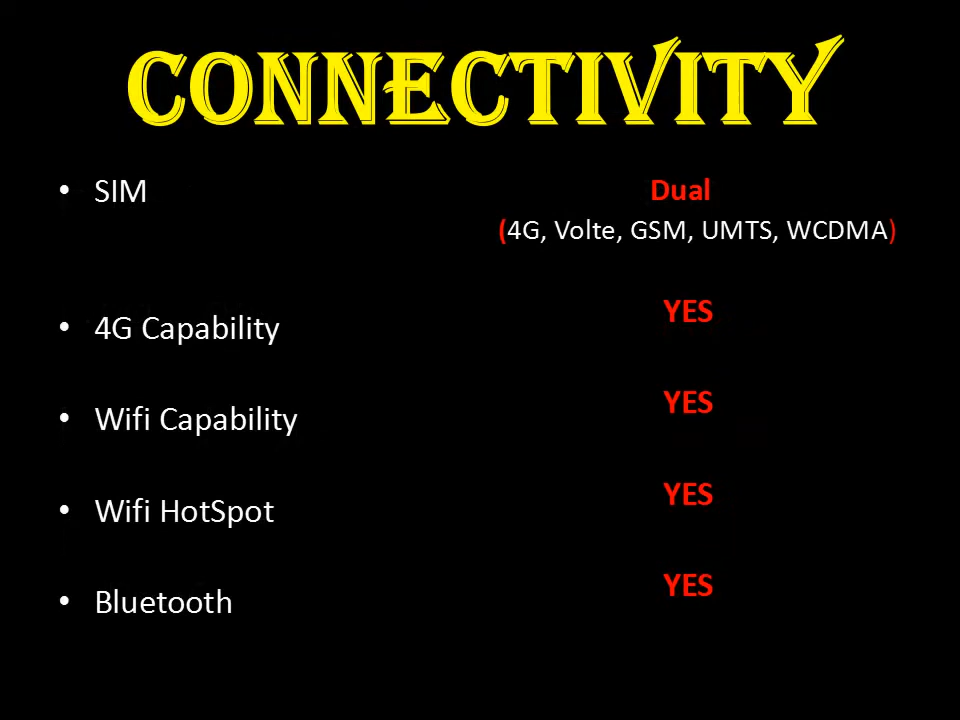 CONNECTIVITY
• SIM Dual
(4G, Volte, GSM, UMTS, WCDMA)
• 4G Capability YES
• Wifi Capability YES
• Wifi HotSpot YES
• Bluetooth YES